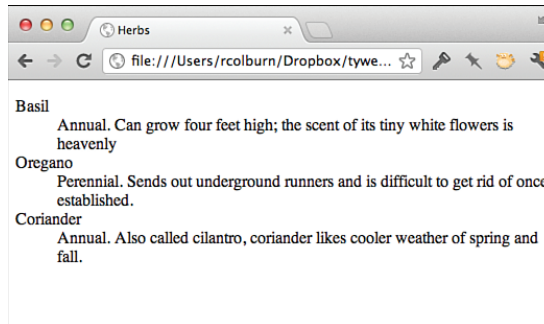 Herbs
file:///Users/rcolburn/Dropbox/tywe...
Basil
Annual. Can grow four feet high; the scent of its tiny white flowers is
heavenly
Oregano
Perennial. Sends out underground runners and is difficult to get rid of once
established.
Coriander
Annual. Also called cilantro, coriander likes cooler weather of spring and
fall.